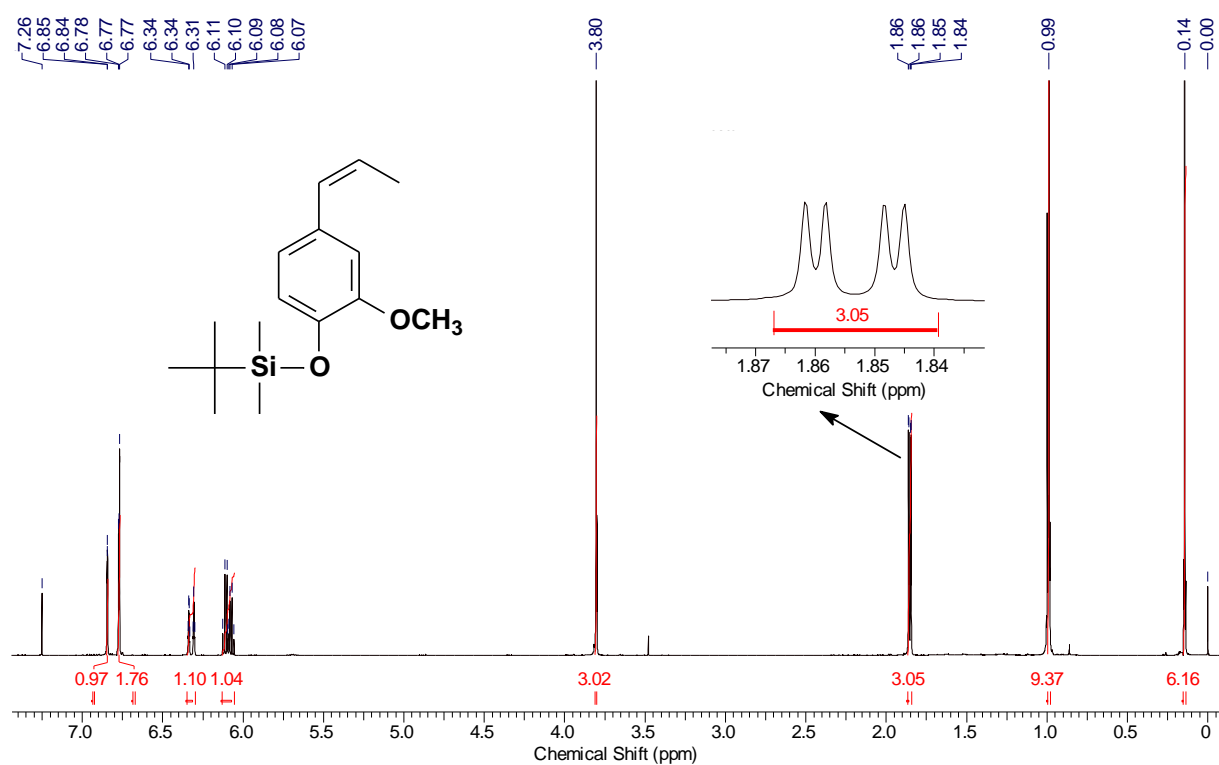 7.26 6.85 6.84 6.78 6.77 6.77 6.34 6.34 6.31 6.11 6.10 6.09 6.08 6.07 3.80 1.86 1.86 1.85 1.84 0.99 0.14 0.00
3.05
1.87 1.86 1.85 1.84
Chemical Shift (ppm)
OCH3
Si O
0.97 1.76 1.10 1.04 3.02 3.05 9.37 6.16
7.0 6.5 6.0 5.5 5.0 4.5 4.0 3.5 3.0 2.5 2.0 1.5 1.0 0.5 0
Chemical Shift (ppm)